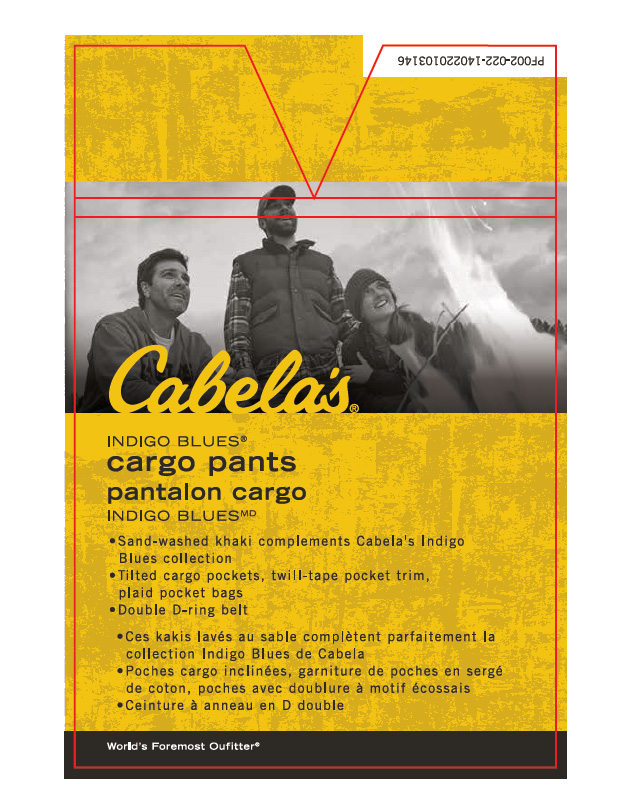 PF002-022-140220103146
Cabela's®
INDIGO BLUES®
cargo pants
pantalon cargo
INDIGO BLUESᴹᴰ
•Sand-washed khaki complements Cabela's Indigo
Blues collection
•Tilted cargo pockets, twill-tape pocket trim,
plaid pocket bags
•Double D-ring belt
•Ces kakis lavés au sable complètent parfaitement la
collection Indigo Blues de Cabela
•Poches cargo inclinées, garniture de poches en sergé
de coton, poches avec doublure à motif écossais
•Ceinture à anneau en D double
World's Foremost Oufitter®